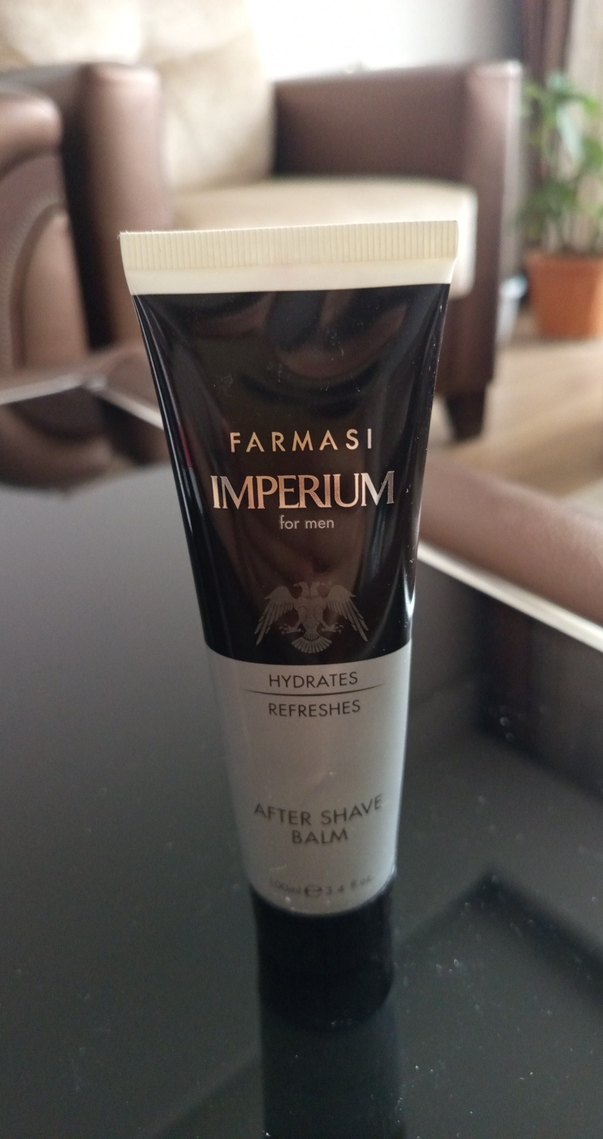 FARMASI
IMPERIUM
for men
HYDRATES
REFRESHES
AFTER SHAVE
BALM
100ml ℮ 3.4 fl.oz.